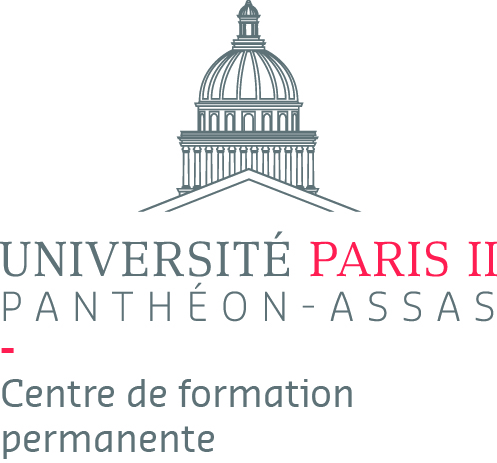 UNIVERSITÉ PARIS II
PANTHÉON-ASSAS
-
Centre de formation
permanente